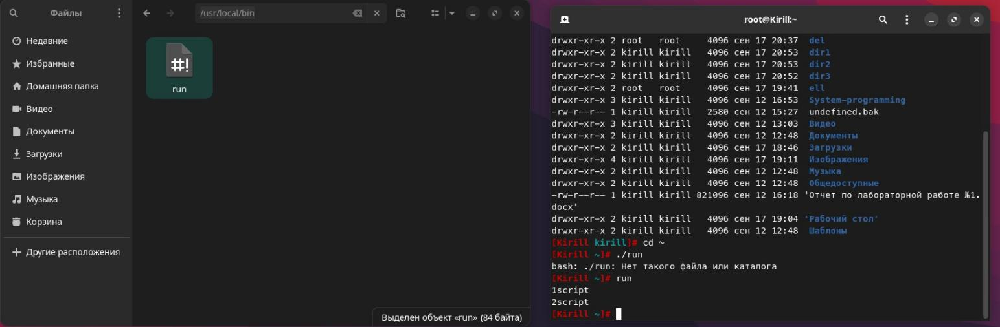 Файлы
/usr/local/bin
Недавние
Избранные
Домашняя папка
Видео
Документы
Загрузки
Изображения
Музыка
Корзина
Другие расположения
#!
run
Выделен объект «run» (84 байта)
root@Kirill:~
drwxr-xr-x 2 root   root     4096 сен 17 20:37  del
drwxr-xr-x 2 kirill kirill   4096 сен 17 20:53  dir1
drwxr-xr-x 2 kirill kirill   4096 сен 17 20:53  dir2
drwxr-xr-x 2 kirill kirill   4096 сен 17 20:52  dir3
drwxr-xr-x 2 root   root     4096 сен 17 19:41  ell
drwxr-xr-x 3 kirill kirill   4096 сен 12 16:53  System-programming
-rw-r--r-- 1 kirill kirill   2580 сен 12 15:27  undefined.bak
drwxr-xr-x 3 kirill kirill   4096 сен 12 13:03  Видео
drwxr-xr-x 2 kirill kirill   4096 сен 12 12:48  Документы
drwxr-xr-x 2 kirill kirill   4096 сен 17 18:46  Загрузки
drwxr-xr-x 4 kirill kirill   4096 сен 17 19:11  Изображения
drwxr-xr-x 2 kirill kirill   4096 сен 12 12:48  Музыка
drwxr-xr-x 2 kirill kirill   4096 сен 12 12:48  Общедоступные
-rw-r--r-- 1 kirill kirill 821096 сен 12 16:18 'Отчет по лабораторной работе №1.
docx'
drwxr-xr-x 2 kirill kirill   4096 сен 17 19:04 'Рабочий стол'
drwxr-xr-x 2 kirill kirill   4096 сен 12 12:48  Шаблоны
[Kirill kirill]# cd ~
[Kirill ~]# ./run
bash: ./run: Нет такого файла или каталога
[Kirill ~]# run
1script
2script
[Kirill ~]#